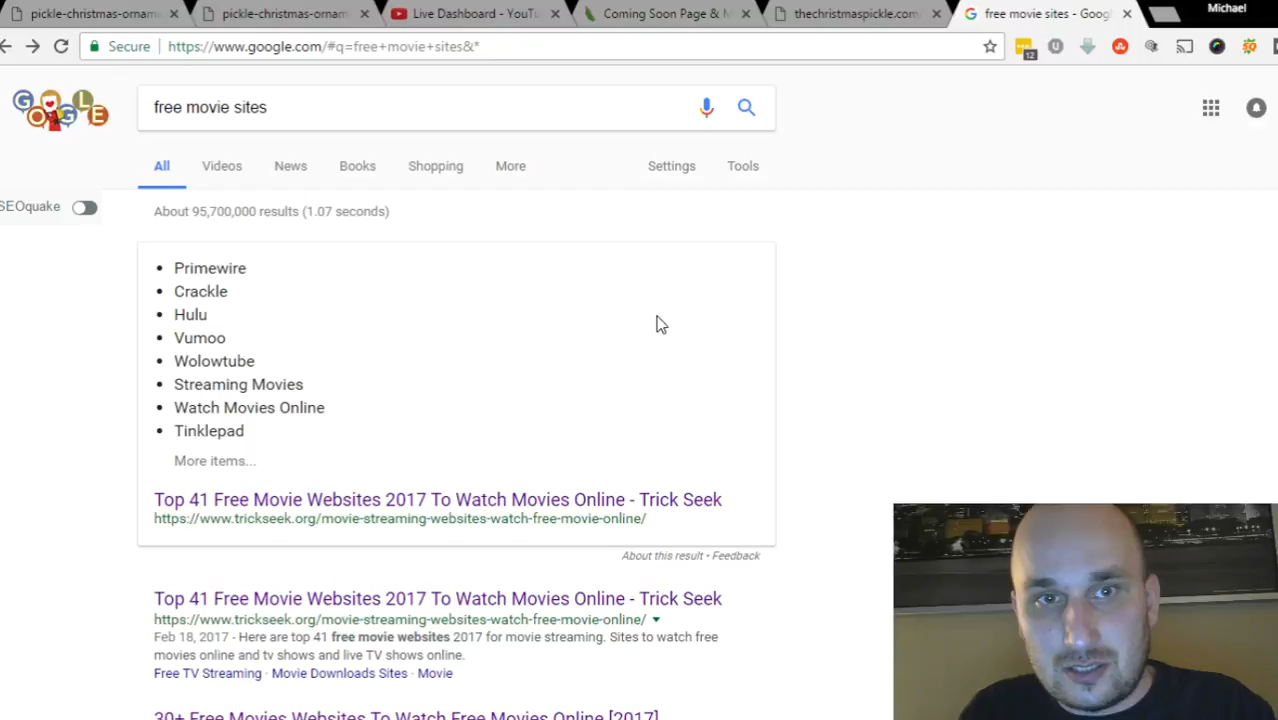 pickle-christmas-ornam
pickle-christmas-ornam
Live Dashboard - YouTu
Coming Soon Page & M
thechristmaspickle.com
free movie sites - Goog
Michael
Secure
https://www.google.com/#q=free+movie+sites&*
12
GOOGLE
free movie sites
All
Videos
News
Books
Shopping
More
Settings
Tools
SEOquake
About 95,700,000 results (1.07 seconds)
• Primewire
• Crackle
• Hulu
• Vumoo
• Wolowtube
• Streaming Movies
• Watch Movies Online
• Tinklepad
More items...
Top 41 Free Movie Websites 2017 To Watch Movies Online - Trick Seek
https://www.trickseek.org/movie-streaming-websites-watch-free-movie-online/
About this result • Feedback
Top 41 Free Movie Websites 2017 To Watch Movies Online - Trick Seek
https://www.trickseek.org/movie-streaming-websites-watch-free-movie-online/
Feb 18, 2017 - Here are top 41 free movie websites 2017 for movie streaming. Sites to watch free
movies online and tv shows and live TV shows online.
Free TV Streaming · Movie Downloads Sites · Movie
30+ Free Movies Websites To Watch Free Movies Online [2017]